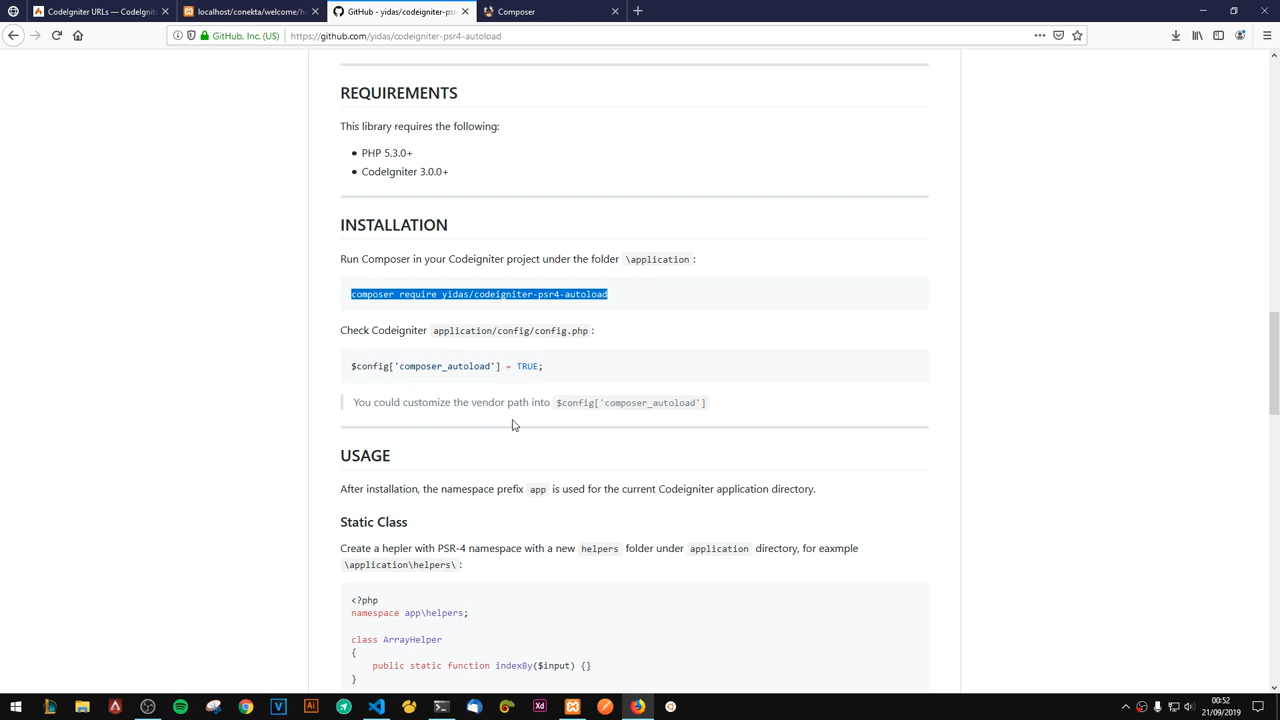 CodeIgniter URLs — CodeIgnit
localhost/conekta/welcome/h
GitHub - yidas/codeigniter-psr
Composer
GitHub, Inc. (US)
https://github.com/yidas/codeigniter-psr4-autoload
REQUIREMENTS
This library requires the following:
PHP 5.3.0+
CodeIgniter 3.0.0+
INSTALLATION
Run Composer in your Codeigniter project under the folder \application :
composer require yidas/codeigniter-psr4-autoload
Check Codeigniter application/config/config.php :
$config['composer_autoload'] = TRUE;
You could customize the vendor path into $config['composer_autoload']
USAGE
After installation, the namespace prefix app is used for the current Codeigniter application directory.
Static Class
Create a hepler with PSR-4 namespace with a new helpers folder under application directory, for eaxmple
\application\helpers\ :
<?php
namespace app\helpers;
class ArrayHelper
{
public static function indexBy($input) {}
}
00:52
21/09/2019